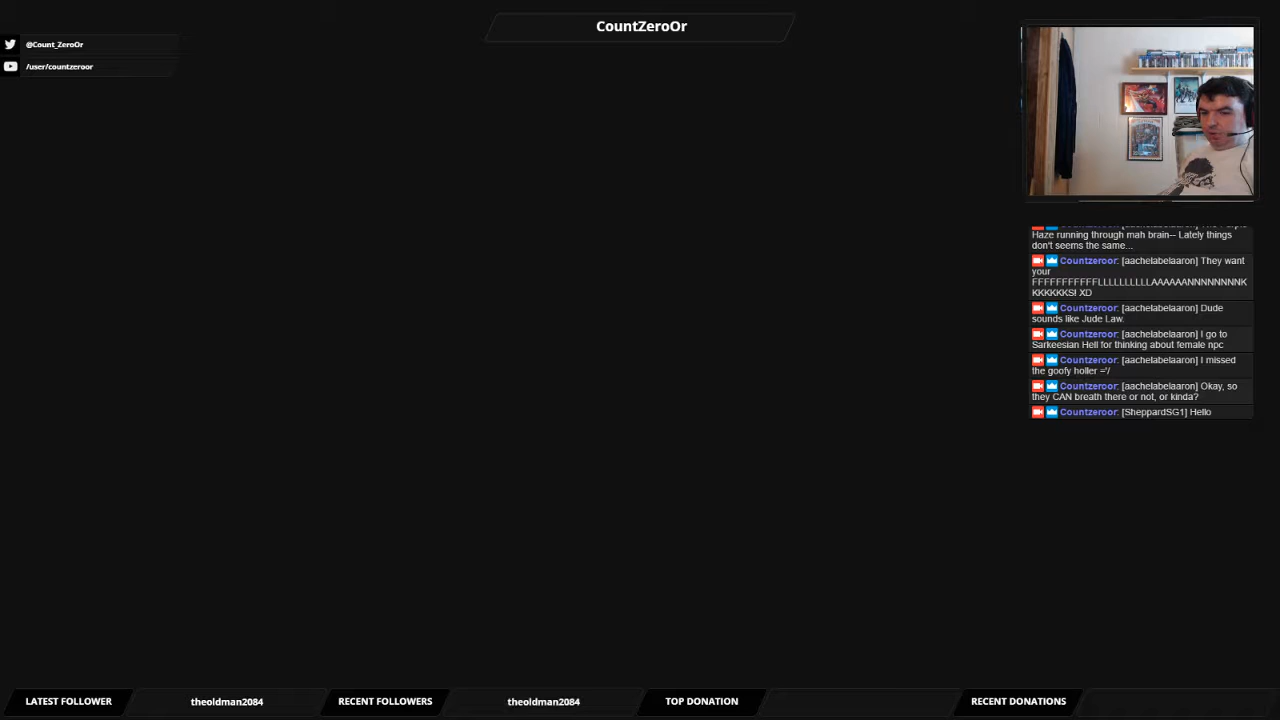 CountZeroOr
@Count_ZeroOr
/user/countzeroor
Haze running through mah brain-- Lately things
don't seems the same...
Countzeroor: [aachelabelaaron] They want
your
FFFFFFFFFFFLLLLLLLLLLAAAAAANNNNNNNNK
KKKKKKS! XD
Countzeroor: [aachelabelaaron] Dude
sounds like Jude Law.
Countzeroor: [aachelabelaaron] I go to
Sarkeesian Hell for thinking about female npc
Countzeroor: [aachelabelaaron] I missed
the goofy holler ='/
Countzeroor: [aachelabelaaron] Okay, so
they CAN breath there or not, or kinda?
Countzeroor: [SheppardSG1] Hello
LATEST FOLLOWER
theoldman2084
RECENT FOLLOWERS
theoldman2084
TOP DONATION
RECENT DONATIONS